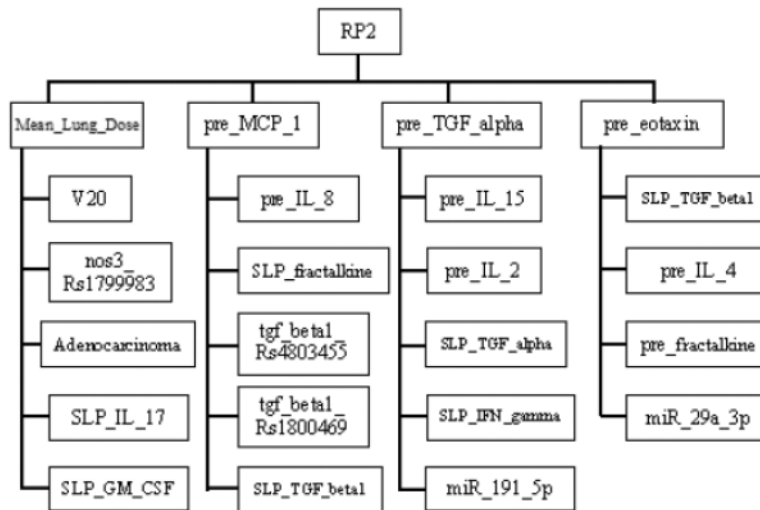 RP2
Mean_Lung_Dose
pre_MCP_1
pre_TGF_alpha
pre_eotaxin
V20
nos3_
Rs1799983
Adenocarcinoma
SLP_IL_17
SLP_GM_CSF
pre_IL_8
SLP_fractalkine
tgf_beta1_
Rs4803455
tgf_beta1_
Rs1800469
SLP_TGF_beta1
pre_IL_15
pre_IL_2
SLP_TGF_alpha
SLP_IFN_gamma
miR_191_5p
SLP_TGF_beta1
pre_IL_4
pre_fractalkine
miR_29a_3p